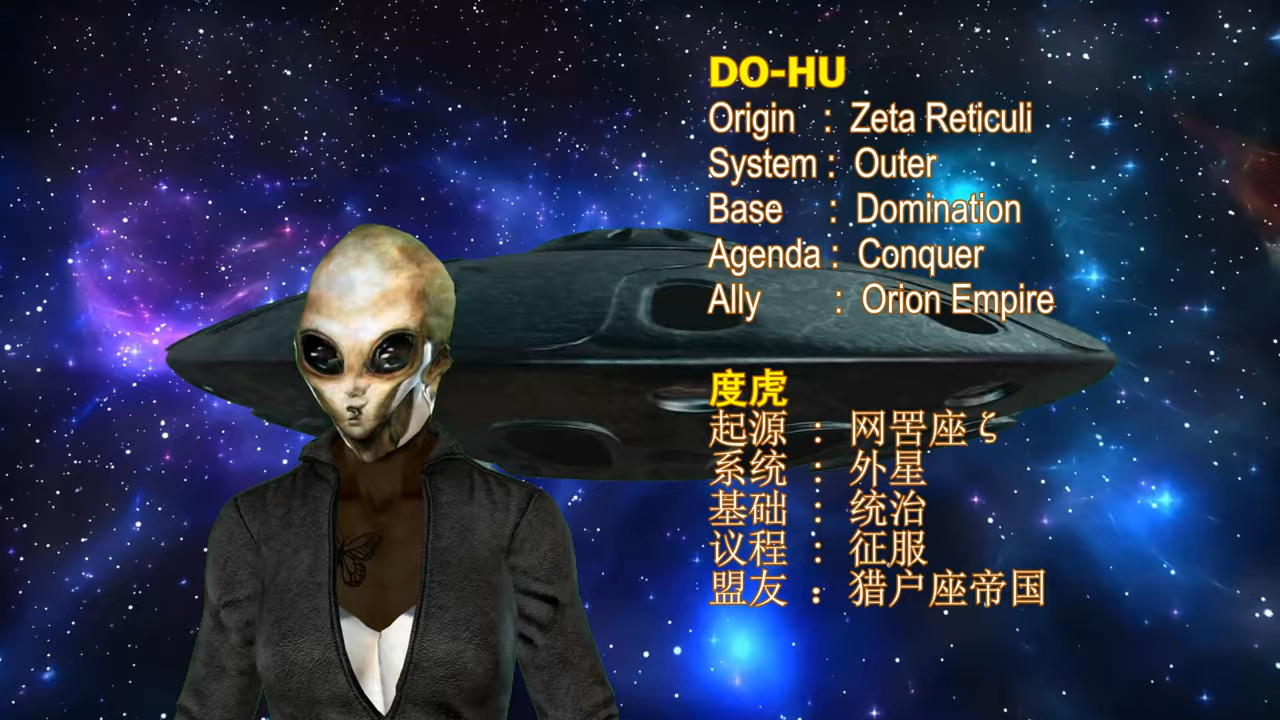 DO-HU
Origin : Zeta Reticuli
System : Outer
Base : Domination
Agenda : Conquer
Ally : Orion Empire
度虎
起源 : 网罟座 ζ
系统 : 外星
基础 : 统治
议程 : 征服
盟友 : 猎户座帝国